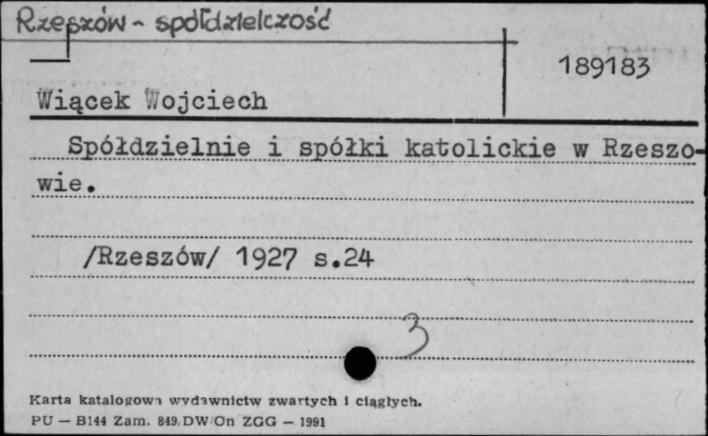 Rzeszów - spółdzielczość
189183
Wiącek Wojciech
Spółdzielnie i spółki katolickie w Rzeszo-
wie.
/Rzeszów/ 1927 s.24
3
Karta katalogowa wydawnictw zwartych i ciągłych.
PU — B144 Zam. 849 DW/On ZGG — 1991